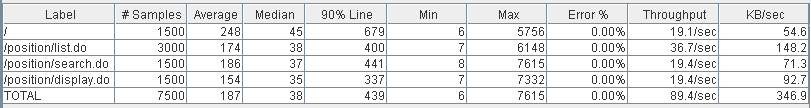 Label # Samples Average Median 90% Line Min Max Error % Throughput KB/sec
/ 1500 248 45 679 6 5756 0.00% 19.1/sec 54.6
/position/list.do 3000 174 38 400 7 6148 0.00% 36.7/sec 148.2
/position/search.do 1500 186 37 441 8 7615 0.00% 19.4/sec 71.3
/position/display.do 1500 154 35 337 7 7332 0.00% 19.4/sec 92.7
TOTAL 7500 187 38 439 6 7615 0.00% 89.4/sec 346.9